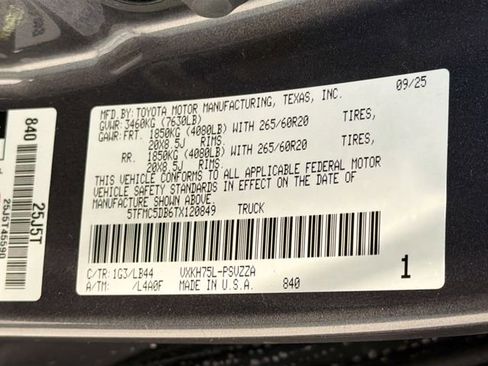 MFD.BY: TOYOTA MOTOR MANUFACTURING, TEXAS, INC. 09/25
GVWR: 3460KG (7630LB)
GAWR: FRT. 1850KG (4080LB) WITH 265/60R20 TIRES,
20X8.5J RIMS,
RR. 1850KG (4080LB) WITH 265/60R20 TIRES,
20X8.5J RIMS.
THIS VEHICLE CONFORMS TO ALL APPLICABLE FEDERAL MOTOR
VEHICLE SAFETY STANDARDS IN EFFECT ON THE DATE OF
MANUFACTURE SHOWN ABOVE.
5TFMC5DB6TX120849 TRUCK
C/TR: 1G3/LB44 VXKH75L-PSVZZA
A/TM: /L4A0F MADE IN U.S.A. 840
1
840
25J5T
25J5T45590